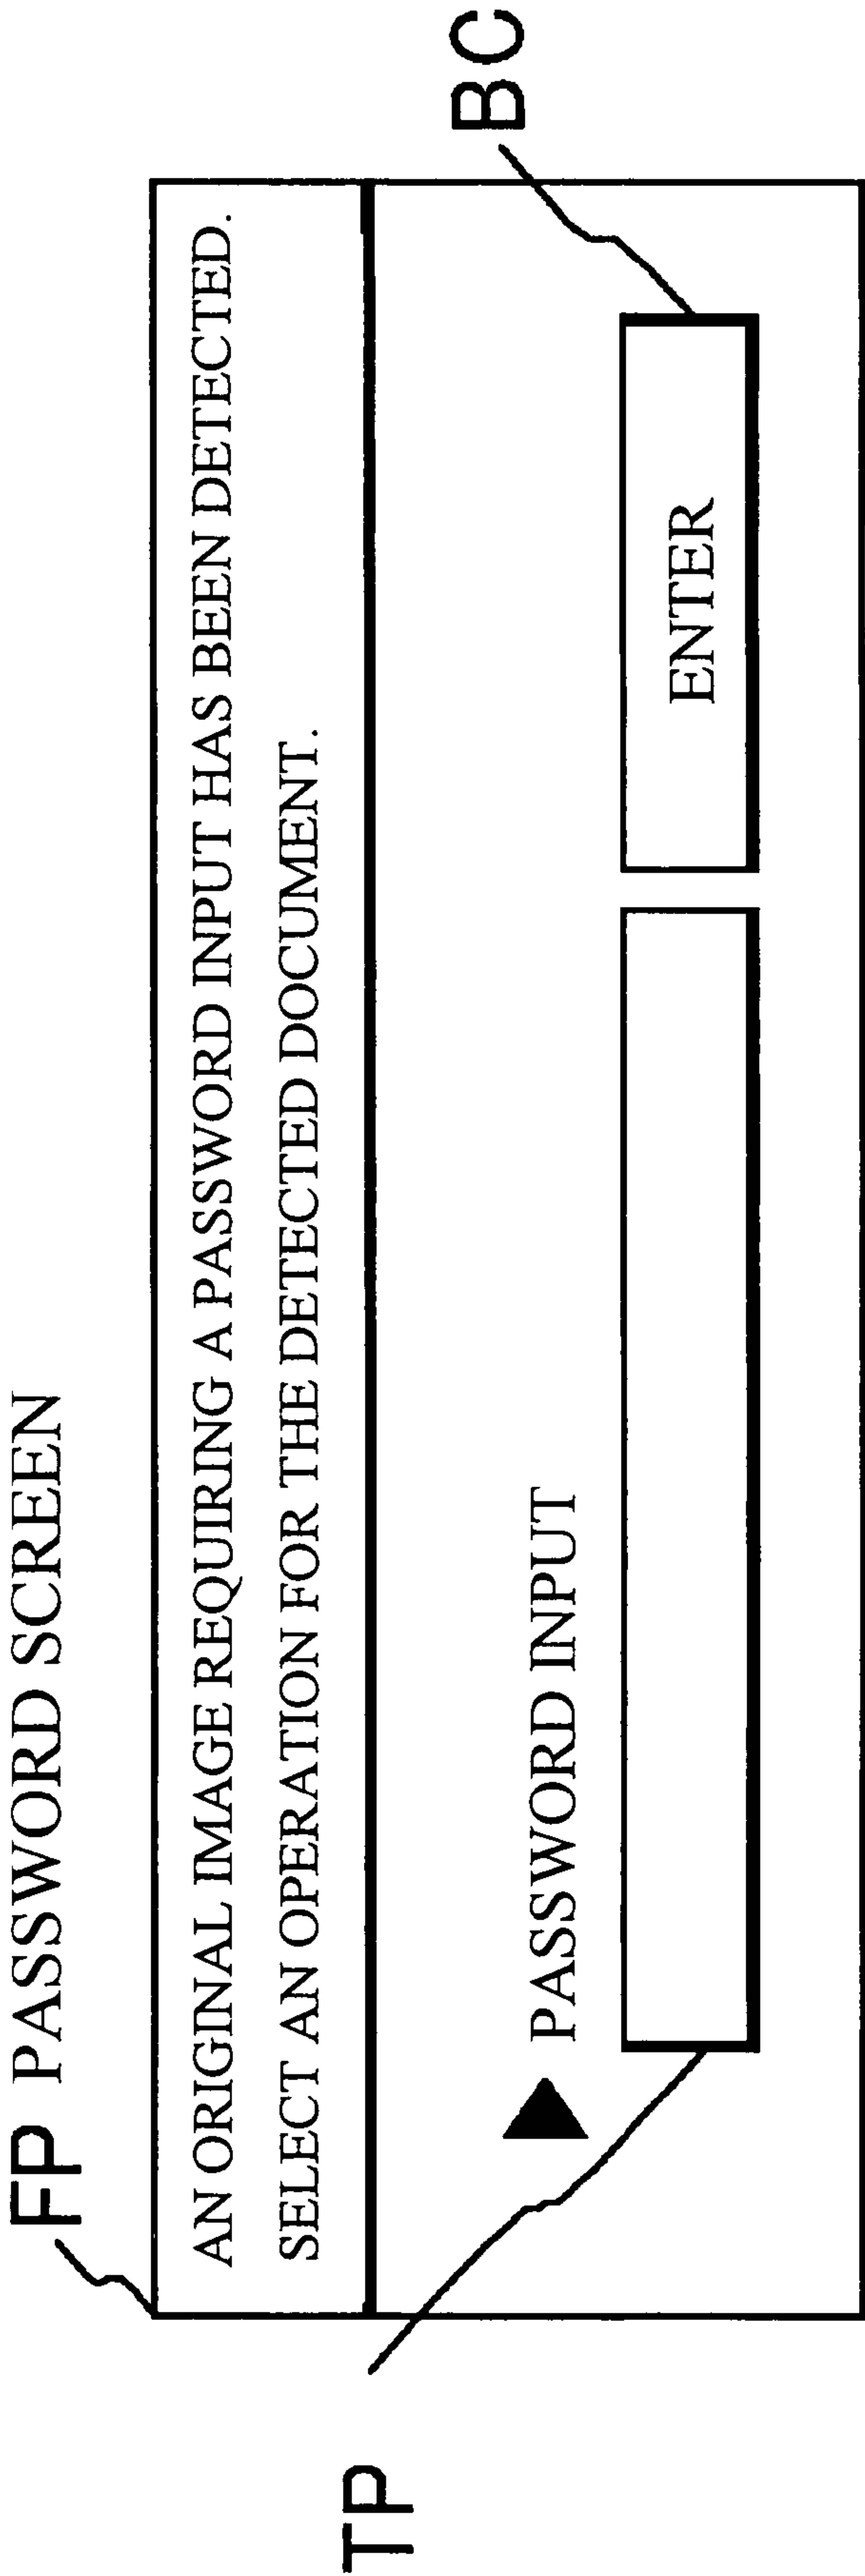 FP PASSWORD SCREEN
AN ORIGINAL IMAGE REQUIRING A PASSWORD INPUT HAS BEEN DETECTED.
SELECT AN OPERATION FOR THE DETECTED DOCUMENT.
TP
▶ PASSWORD INPUT
ENTER
BC